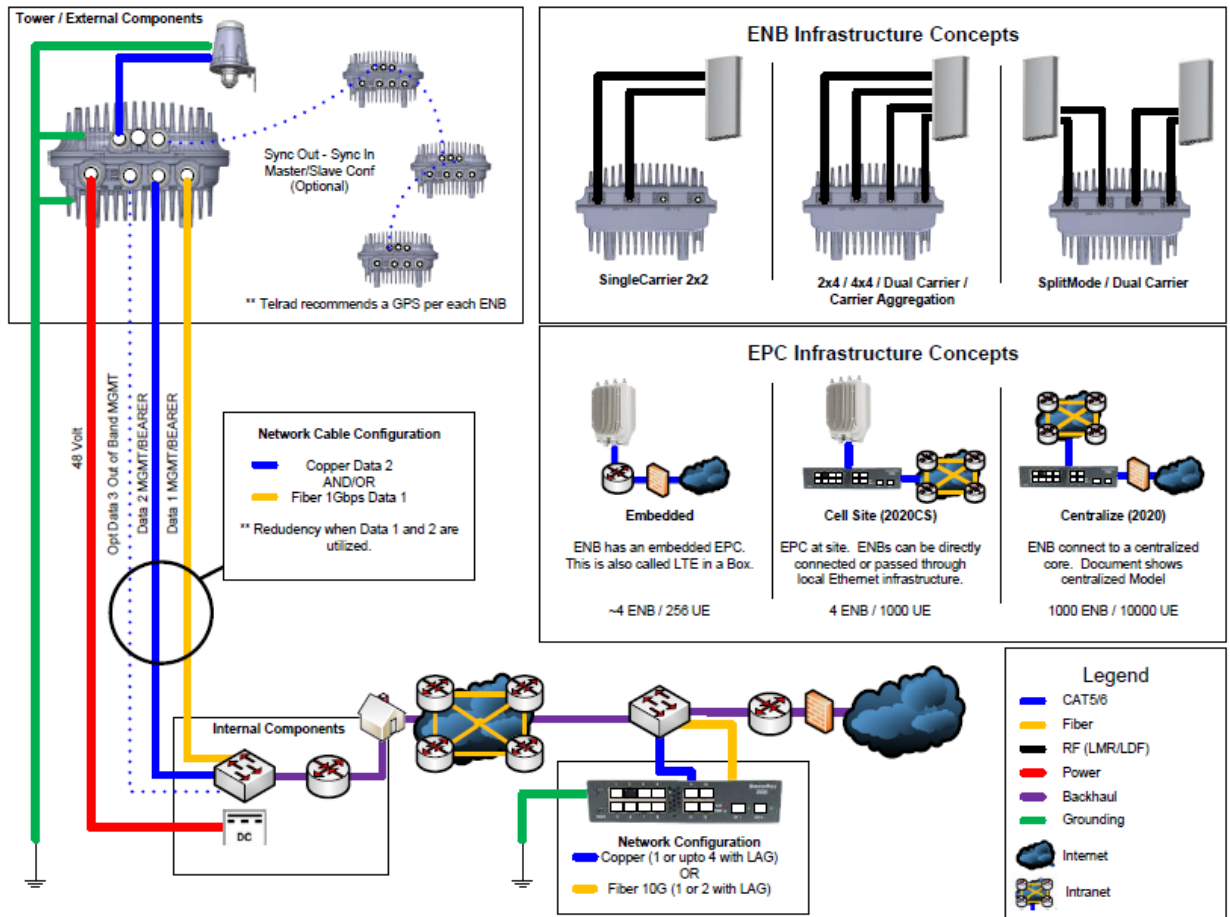 Tower / External Components
Sync Out - Sync In
Master/Slave Conf
(Optional)
** Telrad recommends a GPS per each ENB
48 Volt
Opt Data 3 Out of Band MGMT
Data 2 MGMT/BEARER
Data 1 MGMT/BEARER
Network Cable Configuration
Copper Data 2
AND/OR
Fiber 1Gbps Data 1
** Redudency when Data 1 and 2 are
utilized.
ENB Infrastructure Concepts
SingleCarrier 2x2
2x4 / 4x4 / Dual Carrier /
Carrier Aggregation
SplitMode / Dual Carrier
EPC Infrastructure Concepts
Embedded
ENB has an embedded EPC.
This is also called LTE in a Box.
~4 ENB / 256 UE
Cell Site (2020CS)
EPC at site. ENBs can be directly
connected or passed through
local Ethernet infrastructure.
4 ENB / 1000 UE
Centralize (2020)
ENB connect to a centralized
core. Document shows
centralized Model
1000 ENB / 10000 UE
Internal Components
DC
Network Configuration
Copper (1 or upto 4 with LAG)
OR
Fiber 10G (1 or 2 with LAG)
Legend
CAT5/6
Fiber
RF (LMR/LDF)
Power
Backhaul
Grounding
Internet
Intranet